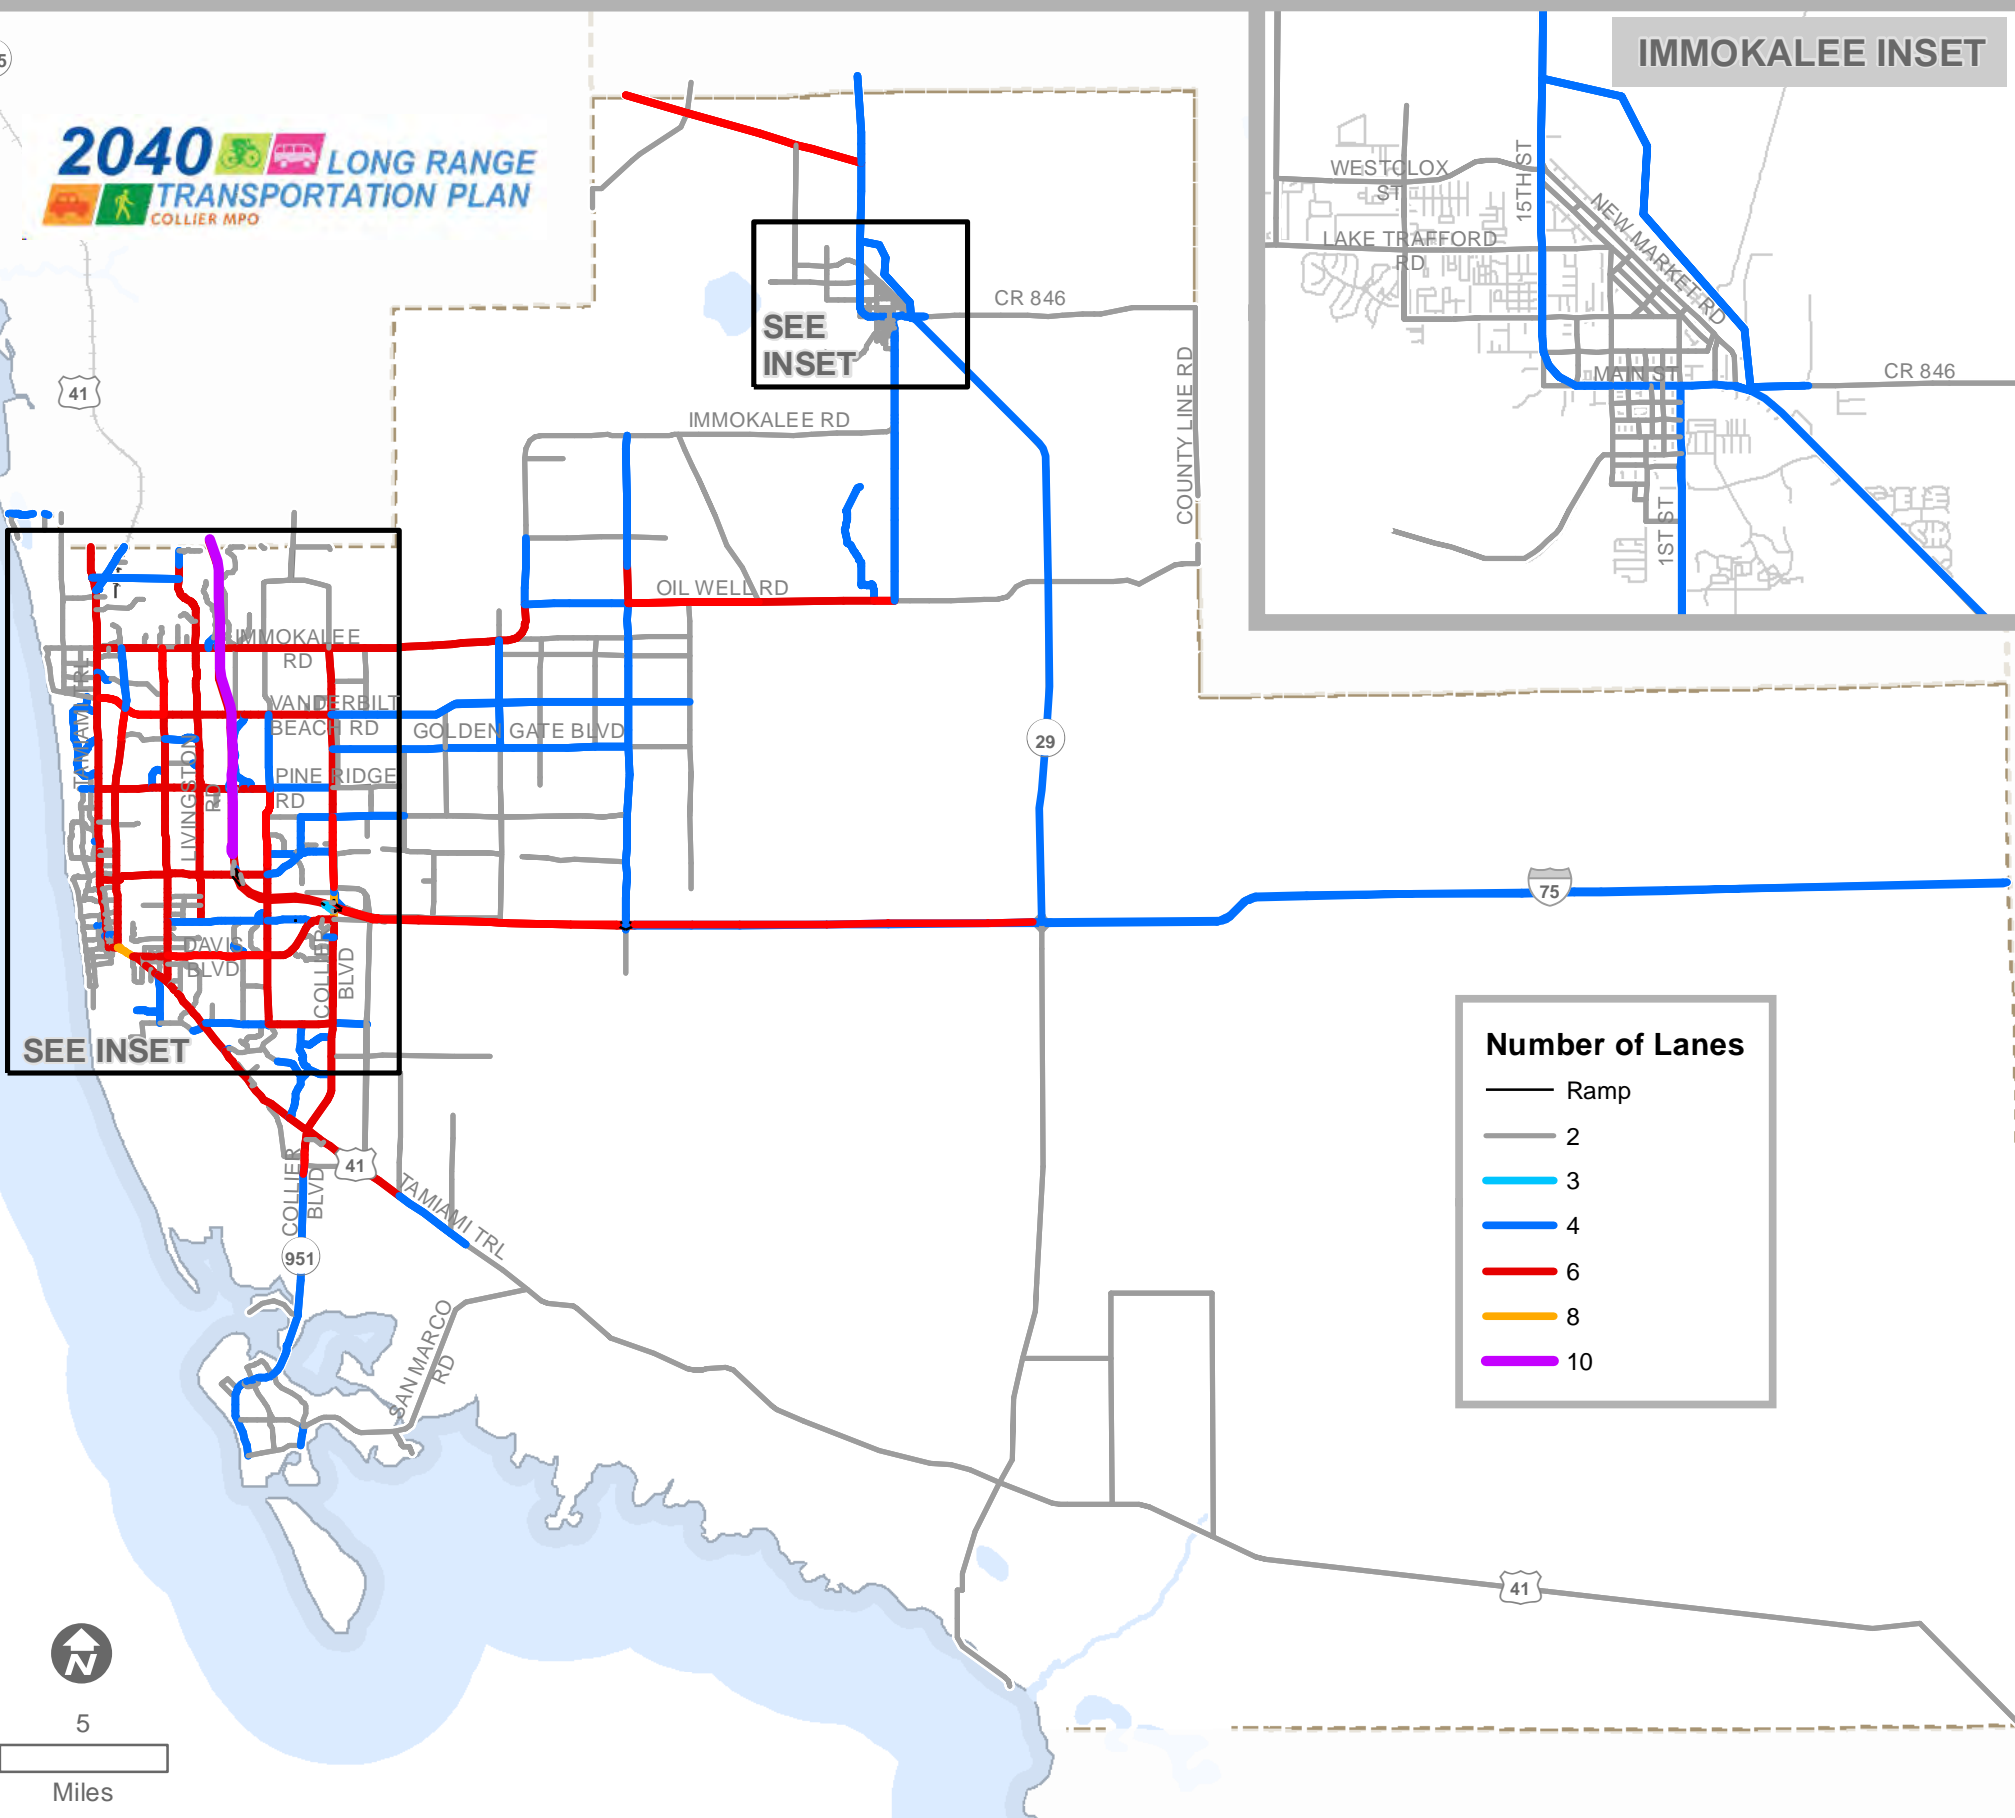 5
2040 LONG RANGE
TRANSPORTATION PLAN
COLLIER MPO
IMMOKALEE INSET
WESTCLOX
ST
15TH ST
NEW MARKET RD
LAKE TRAFFORD
RD
MAIN ST
CR 846
1ST ST
41
SEE
INSET
CR 846
COUNTY LINE RD
IMMOKALEE RD
OIL WELL RD
IMMOKALEE
RD
TAMIAMI TRL
VANDERBILT
BEACH RD
GOLDEN GATE BLVD
LIVINGSTON
RD
PINE RIDGE
RD
29
75
DAVIS
BLVD
COLLIER
BLVD
SEE INSET
41
COLLIER
BLVD
TAMIAMI TRL
951
SAN MARCO
RD
41
Number of Lanes
Ramp
2
3
4
6
8
10
N
5
Miles